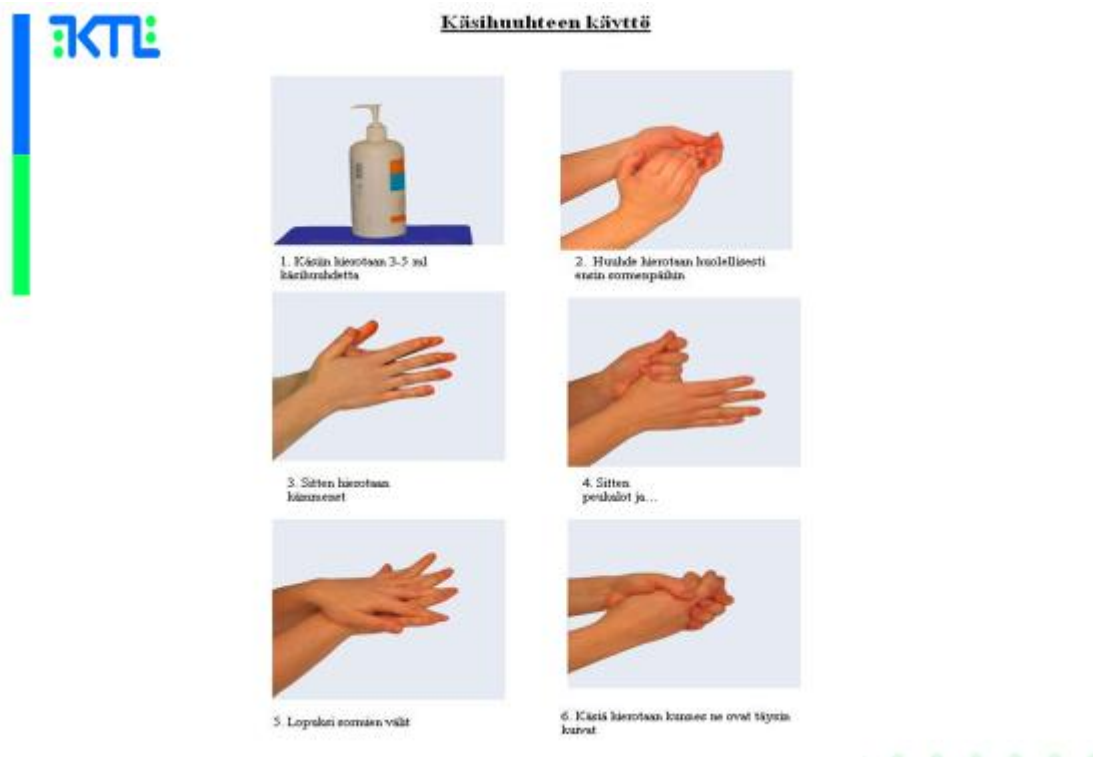 KTL
Käsihuuhteen käyttö
1. Käsiin hierotaan 3-5 ml
käsihuuhdetta
2. Huuhde hierotaan huolellisesti
ensin sormenpäihin
3. Sitten hierotaan
kämmenet
4. Sitten
peukalot ja...
5. Lopuksi sormien välit
6. Käsiä hierotaan kunnes ne ovat täysin
kuivat